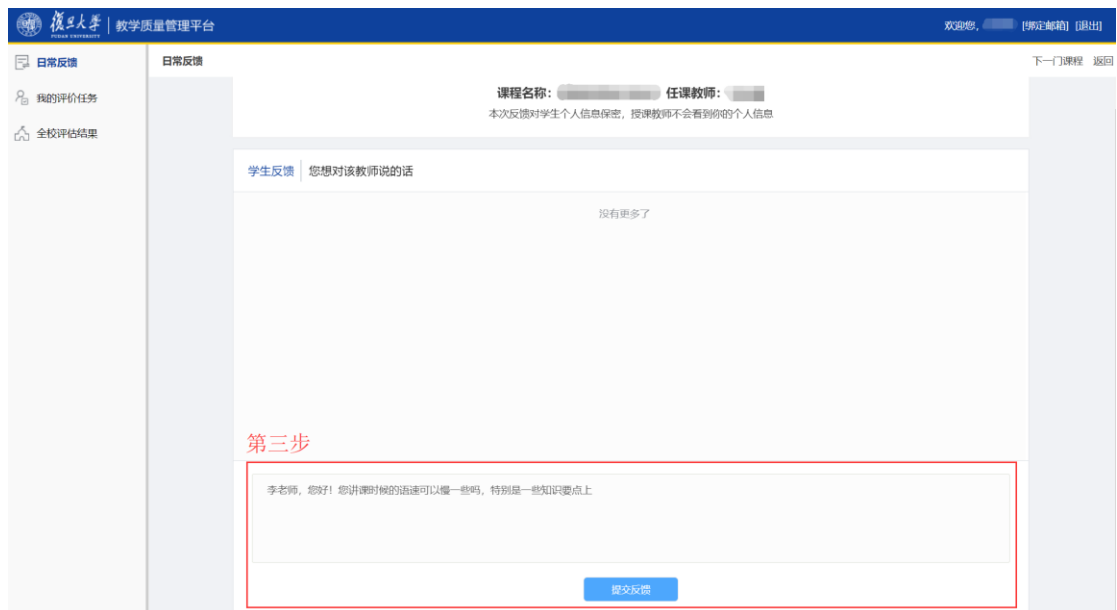 復旦大学 教学质量管理平台 欢迎您, [绑定邮箱] [退出]
FUDAN UNIVERSITY
日常反馈
我的评价任务
全校评估结果
日常反馈 下一门课程 返回
课程名称: 任课教师:
本次反馈对学生个人信息保密,授课教师不会看到你的个人信息
学生反馈 您想对该教师说的话
没有更多了
第三步
李老师,您好!您讲课时候的语速可以慢一些吗,特别是一些知识要点上
提交反馈